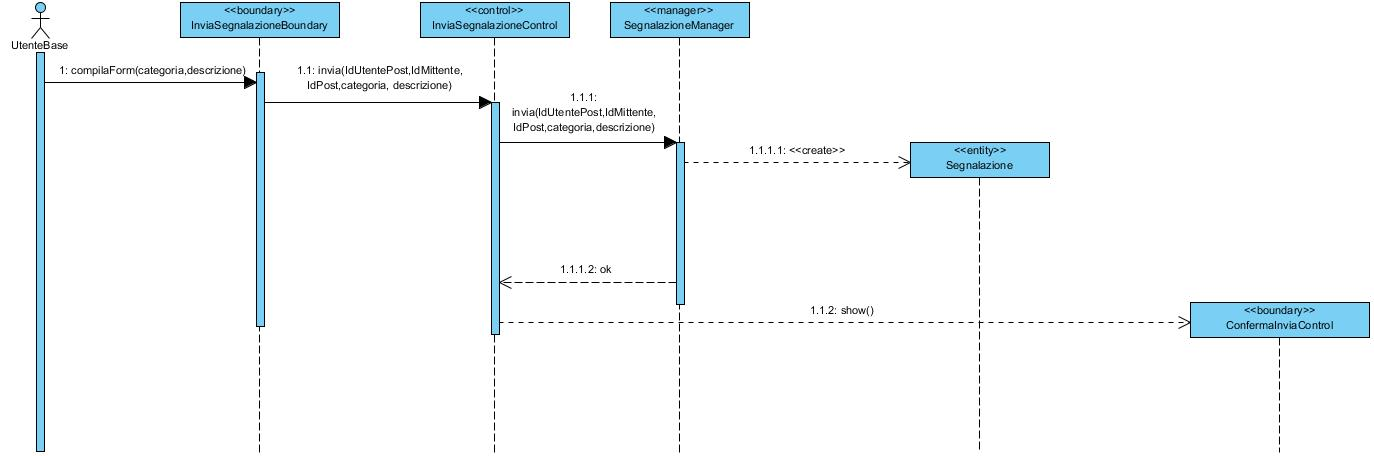 <<boundary>>
InviaSegnalazioneBoundary
<<control>>
InviaSegnalazioneControl
<<manager>>
SegnalazioneManager
UtenteBase
1: compilaForm(categoria,descrizione)
1.1: invia(IdUtentePost,IdMittente,
IdPost,categoria, descrizione)
1.1.1:
invia(IdUtentePost,IdMittente,
IdPost,categoria,descrizione)
1.1.1.1: <<create>>
<<entity>>
Segnalazione
1.1.1.2: ok
1.1.2: show()
<<boundary>>
ConfermaInviaControl